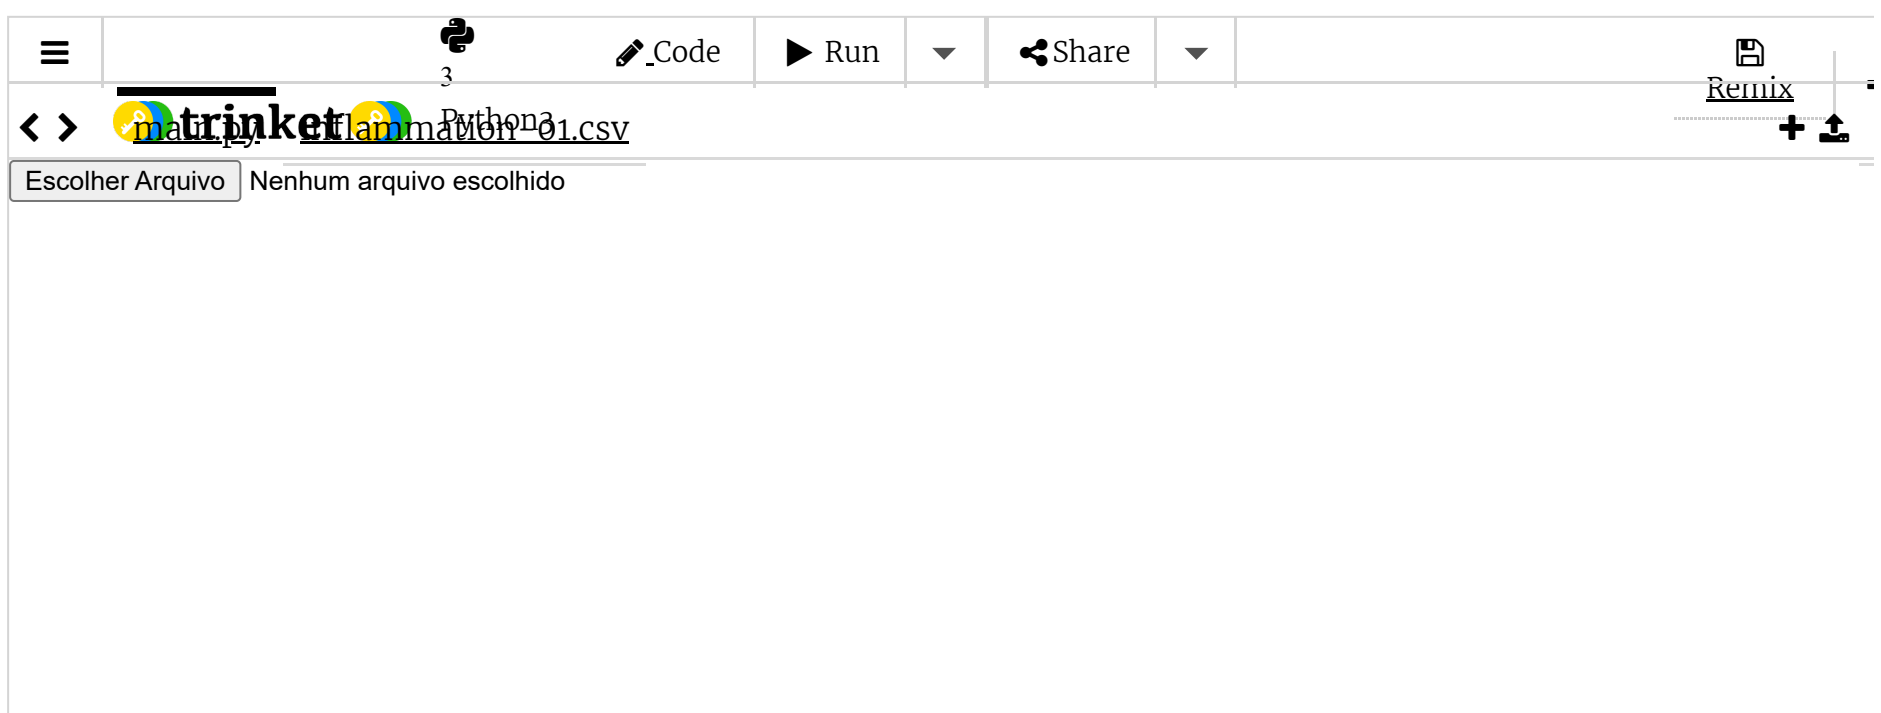 Code Run Share
3
Remix
trinket
Python3
main.py inflammation-01.csv
Escolher Arquivo Nenhum arquivo escolhido